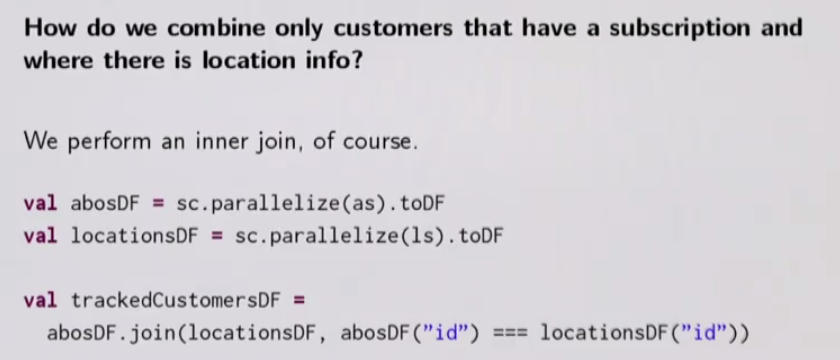 How do we combine only customers that have a subscription and
where there is location info?
We perform an inner join, of course.
val abosDF = sc.parallelize(as).toDF
val locationsDF = sc.parallelize(ls).toDF
val trackedCustomersDF =
abosDF.join(locationsDF, abosDF(”id”) === locationsDF(”id”))